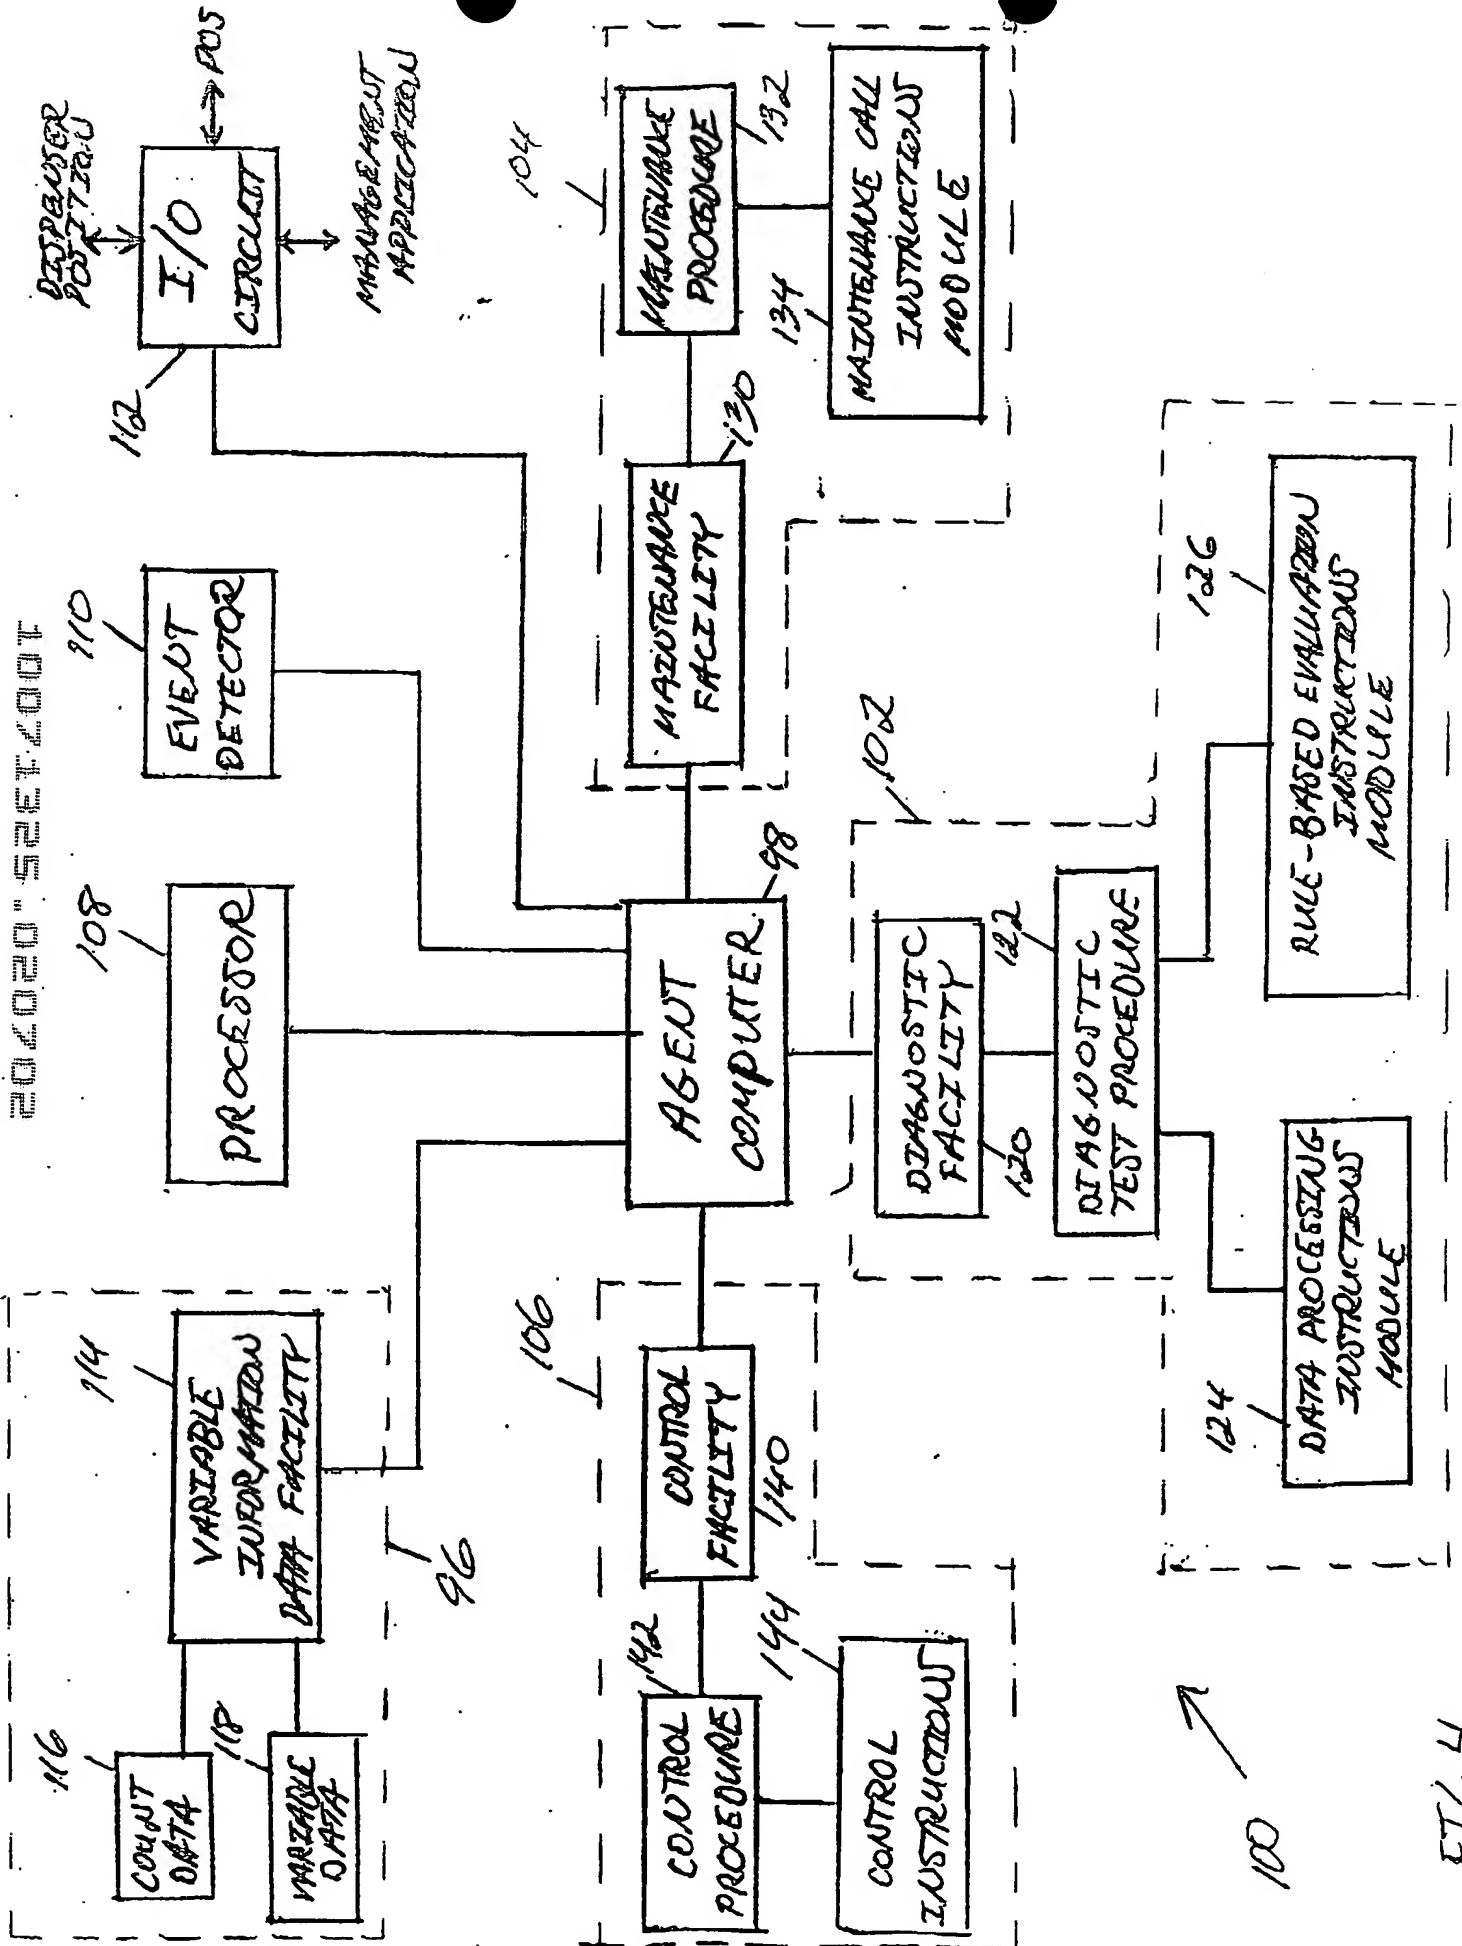 10071325.020702
116
COUNT
DATA
118
VARIABLE
DATA
114
VARIABLE
INFORMATION
DATA FACILITY
96
108
PROCESSOR
110
EVENT
DETECTOR
112
I/O
CIRCUIT
DISPENSER
POSITION
POS
MANAGEMENT
APPLICATION
106
142
CONTROL
PROCEDURE
CONTROL
FACILITY
140
144
CONTROL
INSTRUCTIONS
AGENT
COMPUTER
98
104
MAINTENANCE
FACILITY
130
MAINTENANCE
PROCEDURE
132
134
MAINTENANCE CALL
INSTRUCTIONS
MODULE
102
DIAGNOSTIC
FACILITY
120
122
DIAGNOSTIC
TEST PROCEDURE
124
DATA PROCESSING
INSTRUCTIONS
MODULE
126
RULE-BASED EVALUATION
INSTRUCTIONS
MODULE
100